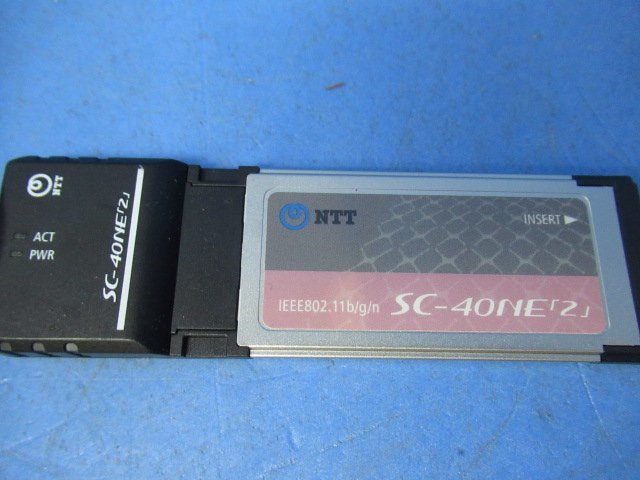 NTT
ACT
PWR
SC-40NE「2」
NTT
INSERT
IEEE802.11b/g/n SC-40NE「2」